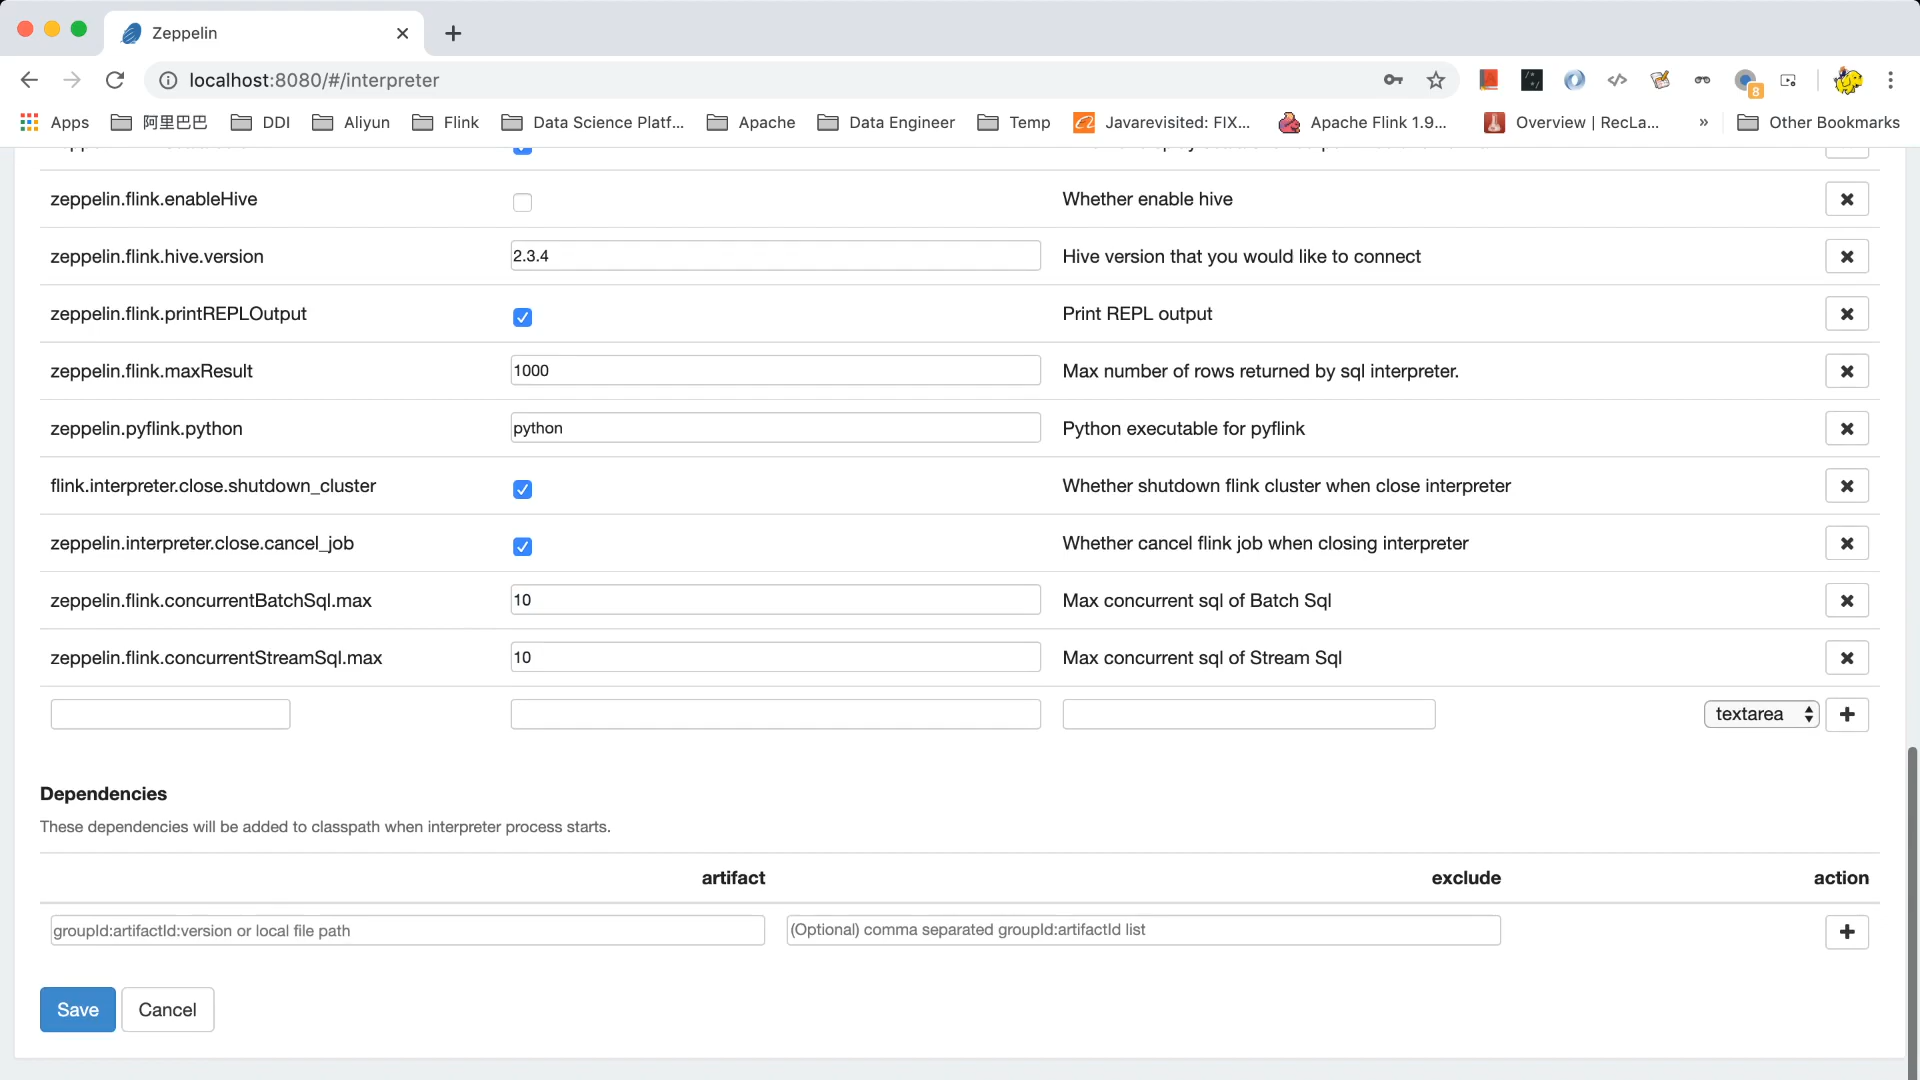 Zeppelin
localhost:8080/#/interpreter
8
Apps 阿里巴巴 DDI Aliyun Flink Data Science Platf... Apache Data Engineer Temp Javarevisited: FIX... Apache Flink 1.9... Overview | RecLa... » Other Bookmarks
zeppelin.flink.enableHive Whether enable hive
zeppelin.flink.hive.version 2.3.4 Hive version that you would like to connect
zeppelin.flink.printREPLOutput Print REPL output
zeppelin.flink.maxResult 1000 Max number of rows returned by sql interpreter.
zeppelin.pyflink.python python Python executable for pyflink
flink.interpreter.close.shutdown_cluster Whether shutdown flink cluster when close interpreter
zeppelin.interpreter.close.cancel_job Whether cancel flink job when closing interpreter
zeppelin.flink.concurrentBatchSql.max 10 Max concurrent sql of Batch Sql
zeppelin.flink.concurrentStreamSql.max 10 Max concurrent sql of Stream Sql
textarea
Dependencies
These dependencies will be added to classpath when interpreter process starts.
artifact exclude action
groupId:artifactId:version or local file path (Optional) comma separated groupId:artifactId list
Save Cancel